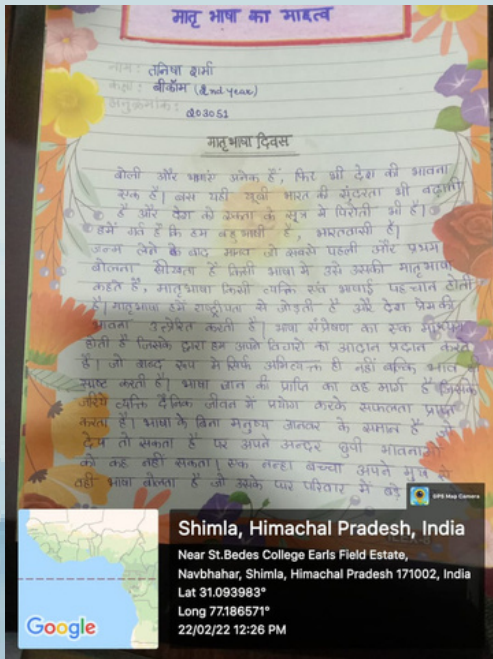 मातृ भाषा का माहत्व
नाम: तनिषा शर्मा
कक्षा: बीकॉम (2nd year)
अनुक्रमांक: 203051
मातृ भाषा दिवस
बोली और भाषाएं अनेक हैं, फिर भी देश की भावना
एक है। बस यही खूबी भारत की सुंदरता भी बढ़ाती
है और देश को एकता के सूत्र में पिरोती भी है।
हमें गर्व है कि हम बहुभाषी है, भारतवासी है।
जन्म लेने के बाद मानव जो सबसे पहली और प्रथम
बोलना सीखता है किसी भाषा में उसे उसकी मातृभाषा
कहते है, मातृभाषा किसी व्यक्ति एवं भाषाई पहचान होती
है। मातृभाषा हमें राष्ट्रीयता से जोड़ती है और देश प्रेम की
भावना उत्प्रेरित करती है। भाषा संप्रेषण का एक माध्यम
होती है जिसके द्वारा हम अपने विचारों का आदान प्रदान करते
है। जो शब्द रूप में सिर्फ अभिव्यक्त ही नहीं बल्कि भाव
स्पष्ट करती है। भाषा ज्ञान की प्राप्ति का वह मार्ग है जिसके
जरिये व्यक्ति दैनिक जीवन में प्रयोग करके सफलता प्राप्त
करता है। भाषा के बिना मनुष्य जानवर के समान है जो
देख तो सकता है पर अपने अन्दर छुपी भावनाओं
को कह नहीं सकता। एक नन्हा बच्चा अपने मुख से
वही भाषा बोलता है जो उसके घर परिवार में बड़े
GPS Map Camera
Shimla, Himachal Pradesh, India
Near St.Bedes College Earls Field Estate,
Navbhahar, Shimla, Himachal Pradesh 171002, India
Lat 31.093983°
Long 77.186571°
22/02/22 12:26 PM
Google